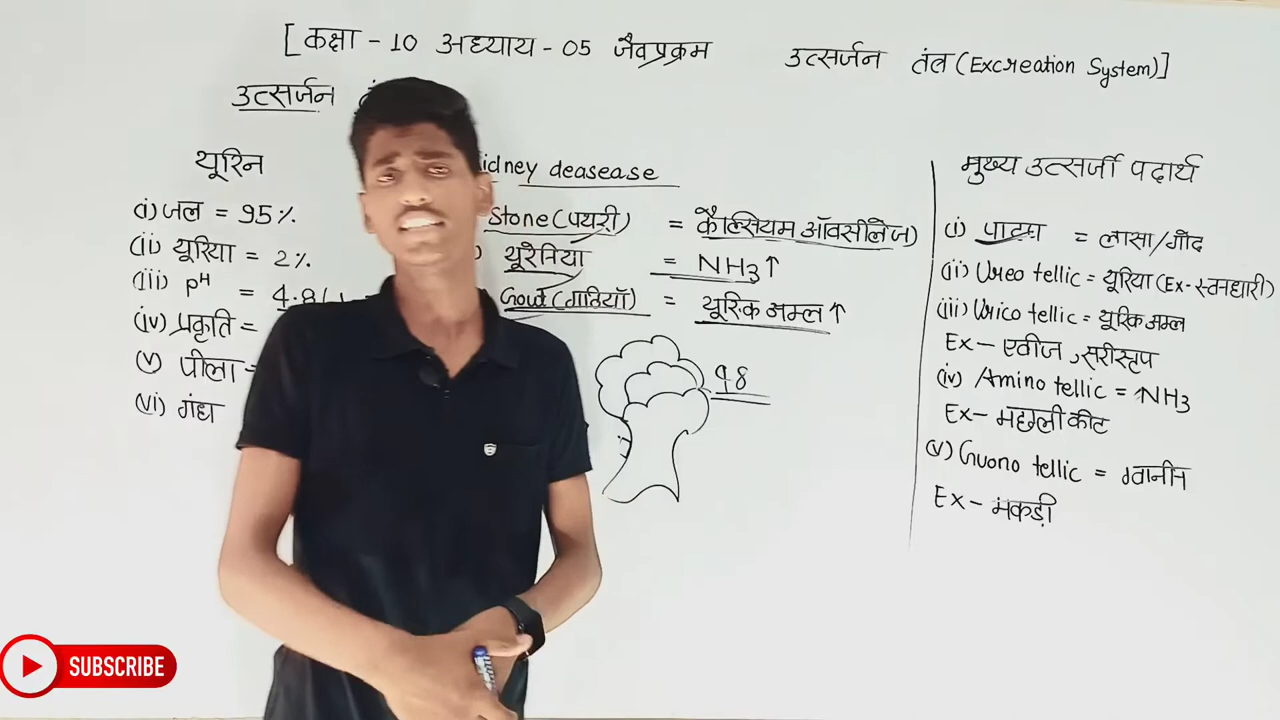 [ कक्षा - 10 अध्याय - 05 जैवप्रक्रम उत्सर्जन तंत्र (Excreation System)]
उत्सर्जन
यूरिन
(i) जल = 95%
(ii) यूरिया = 2%
(iii) pH = 4.8
(iv) प्रकृति =
(v) पीला -
(vi) गंध
idney deasease
Stone (पथरी) = कैल्सियम ऑक्सीलेज)
यूरेमिया = NH3↑
Gout (गठियाँ) = यूरिक अम्ल ↑
98
मुख्य उत्सर्जी पदार्थ
(i) पादप = लासा/गोंद
(ii) Ureo tellic = यूरिया (Ex- स्तनधारी)
(iii) Urico tellic = यूरिक अम्ल
Ex- एवीज, सरीसृप
(iv) Amino tellic = NH3
Ex- मछली कीट
(v) Guono tellic = ग्वानीन
Ex- मकड़ी
SUBSCRIBE